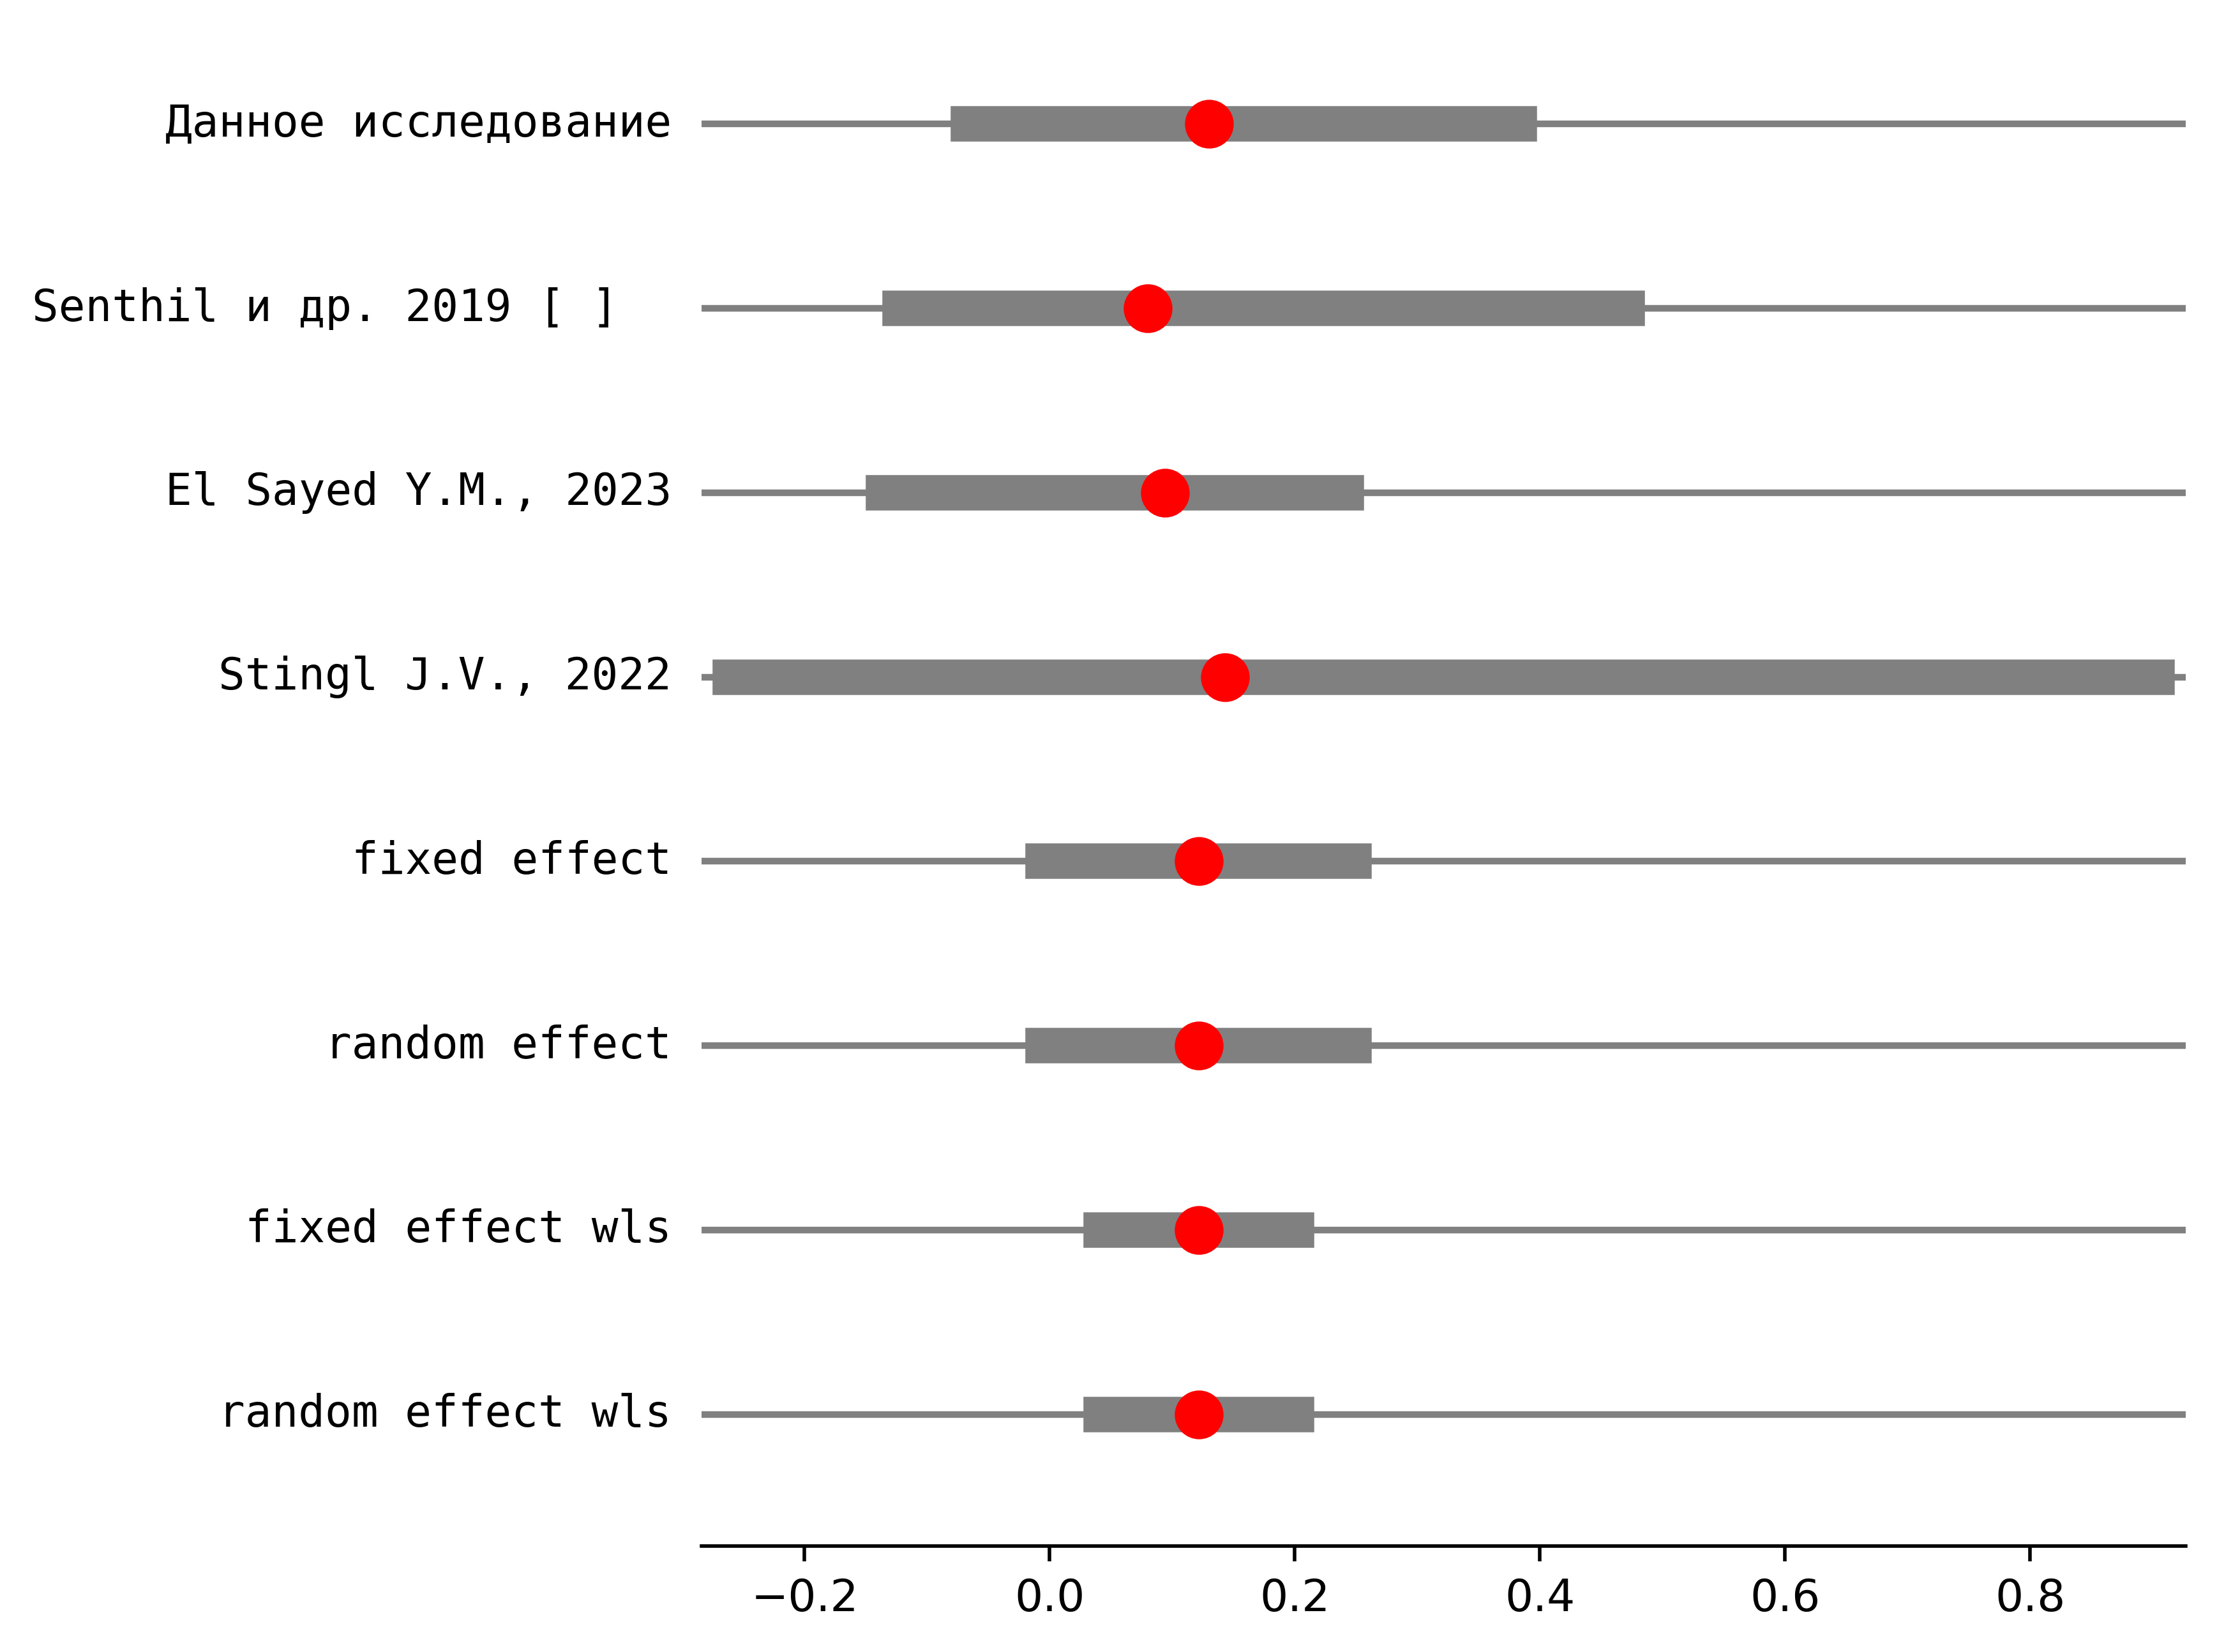 Данное исследование
Senthil и др. 2019 [ ]
El Sayed Y.M., 2023
Stingl J.V., 2022
fixed effect
random effect
fixed effect wls
random effect wls
−0.2 0.0 0.2 0.4 0.6 0.8